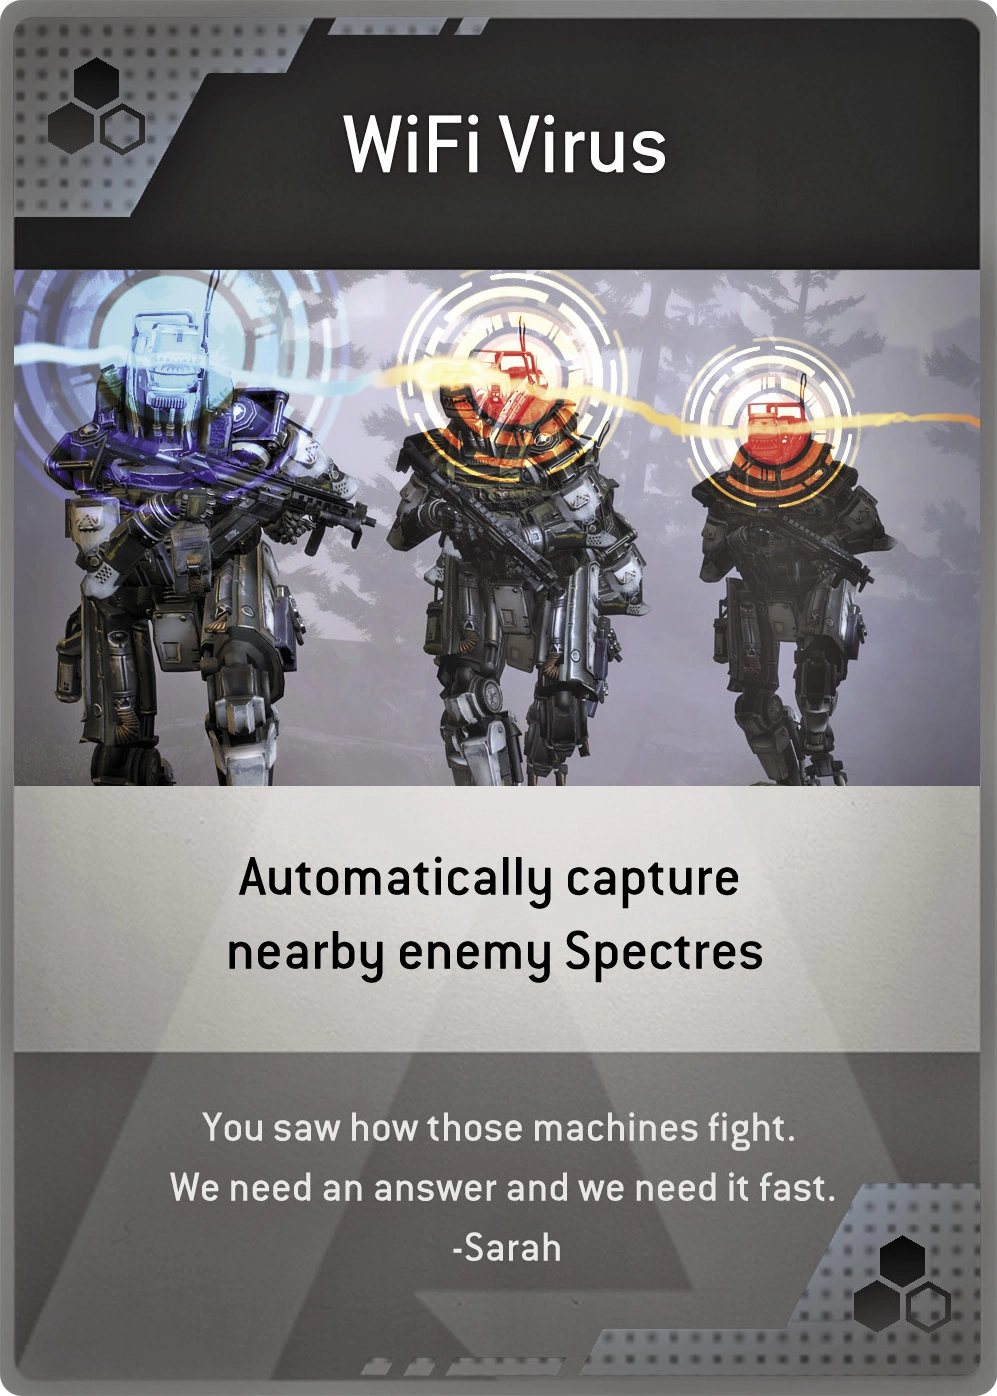 WiFi Virus
Automatically capture
nearby enemy Spectres
You saw how those machines fight.
We need an answer and we need it fast.
-Sarah